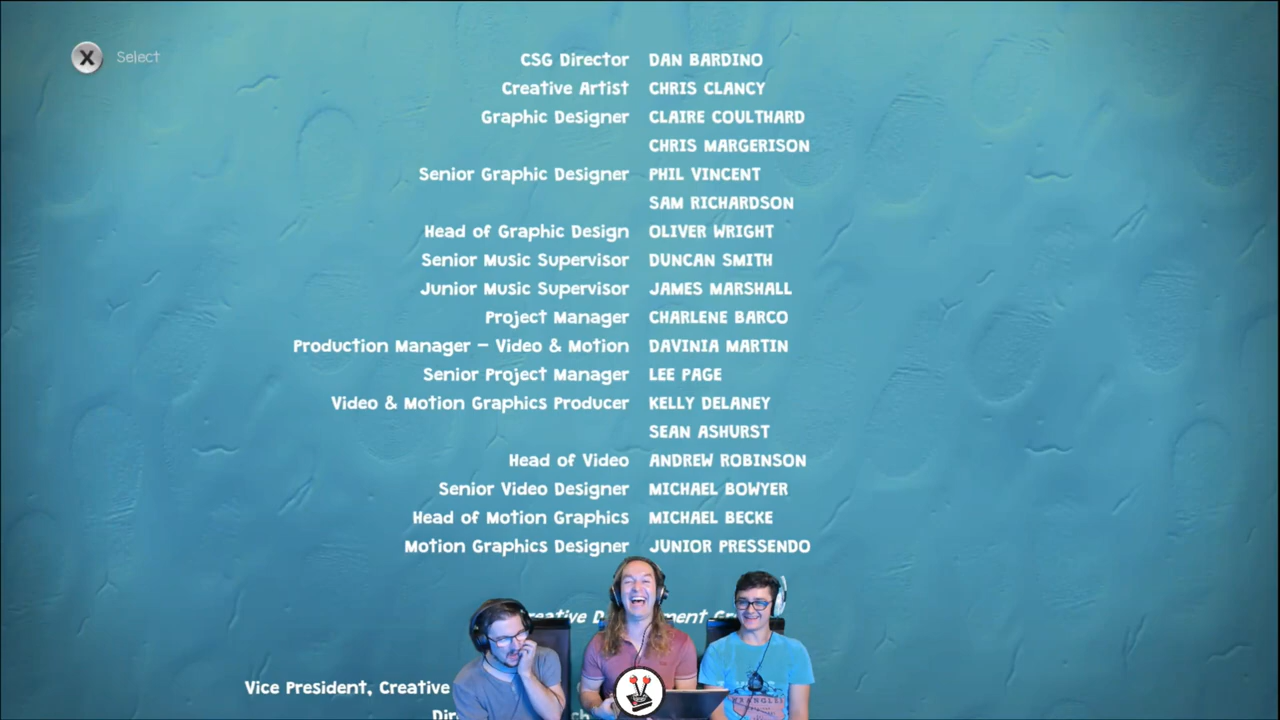 Select
CSG Director DAN BARDINO
Creative Artist CHRIS CLANCY
Graphic Designer CLAIRE COULTHARD
CHRIS MARGERISON
Senior Graphic Designer PHIL VINCENT
SAM RICHARDSON
Head of Graphic Design OLIVER WRIGHT
Senior Music Supervisor DUNCAN SMITH
Junior Music Supervisor JAMES MARSHALL
Project Manager CHARLENE BARCO
Production Manager – Video & Motion DAVINIA MARTIN
Senior Project Manager LEE PAGE
Video & Motion Graphics Producer KELLY DELANEY
SEAN ASHURST
Head of Video ANDREW ROBINSON
Senior Video Designer MICHAEL BOWYER
Head of Motion Graphics MICHAEL BECKE
Motion Graphics Designer JUNIOR PRESSENDO
Vice President, Creative
WRANGLER